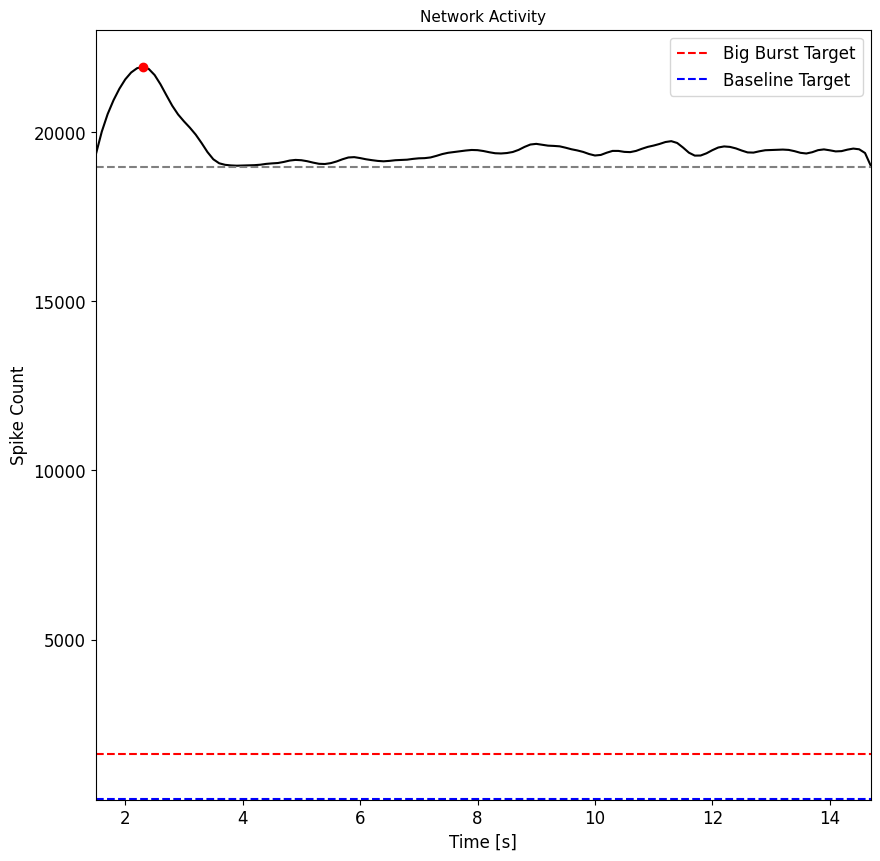 Network Activity
Big Burst Target
Baseline Target
20000
15000
10000
5000
Spike Count
2 4 6 8 10 12 14
Time [s]